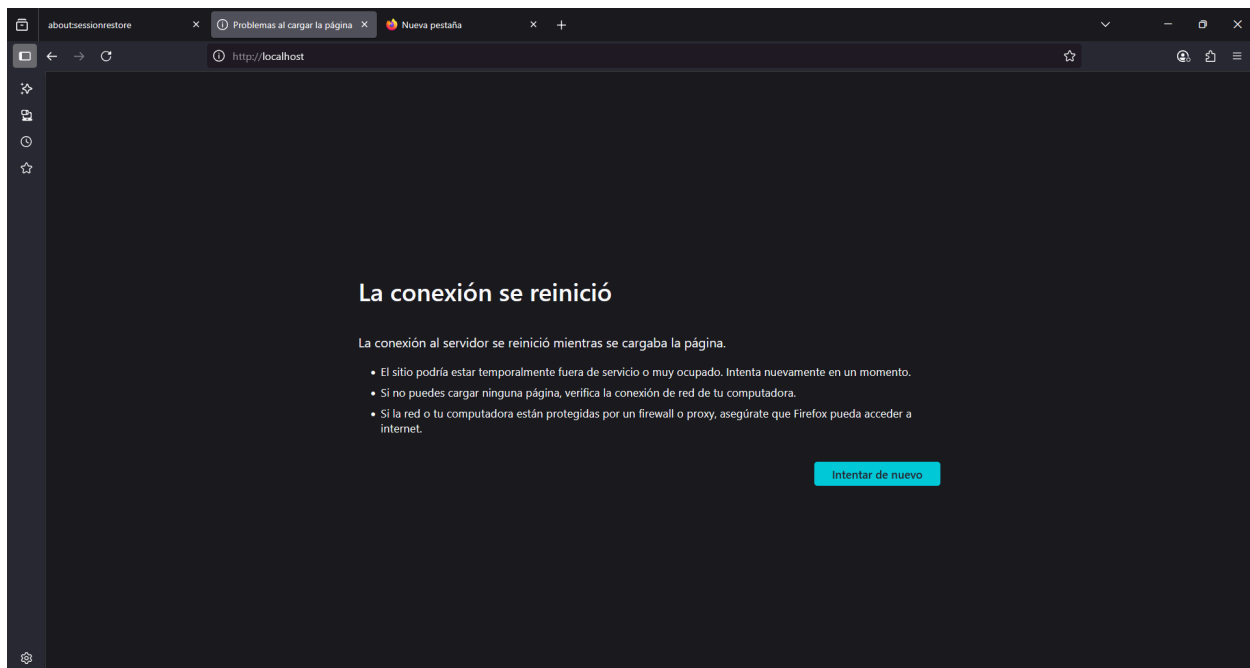 about:sessionrestore
Problemas al cargar la página
Nueva pestaña
http://localhost
La conexión se reinició
La conexión al servidor se reinició mientras se cargaba la página.
• El sitio podría estar temporalmente fuera de servicio o muy ocupado. Intenta nuevamente en un momento.
• Si no puedes cargar ninguna página, verifica la conexión de red de tu computadora.
• Si la red o tu computadora están protegidas por un firewall o proxy, asegúrate que Firefox pueda acceder a
internet.
Intentar de nuevo